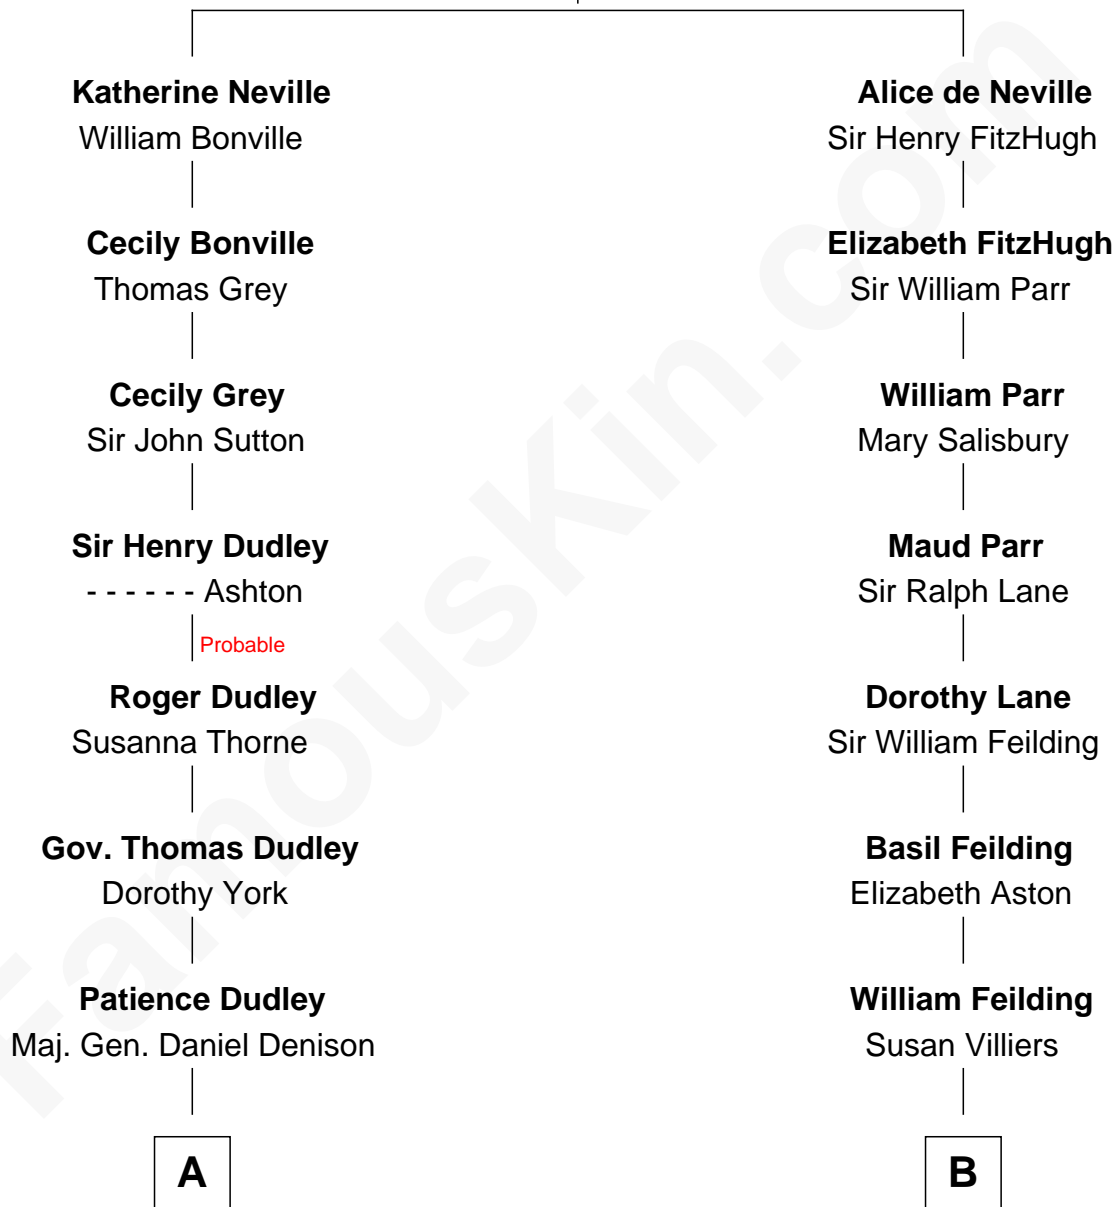 Katherine Neville
William Bonville
Cecily Bonville
Thomas Grey
Cecily Grey
Sir John Sutton
Sir Henry Dudley
- - - - - - Ashton
Probable
Roger Dudley
Susanna Thorne
Gov. Thomas Dudley
Dorothy York
Patience Dudley
Maj. Gen. Daniel Denison
A
Alice de Neville
Sir Henry FitzHugh
Elizabeth FitzHugh
Sir William Parr
William Parr
Mary Salisbury
Maud Parr
Sir Ralph Lane
Dorothy Lane
Sir William Feilding
Basil Feilding
Elizabeth Aston
William Feilding
Susan Villiers
B
FamousKin.com